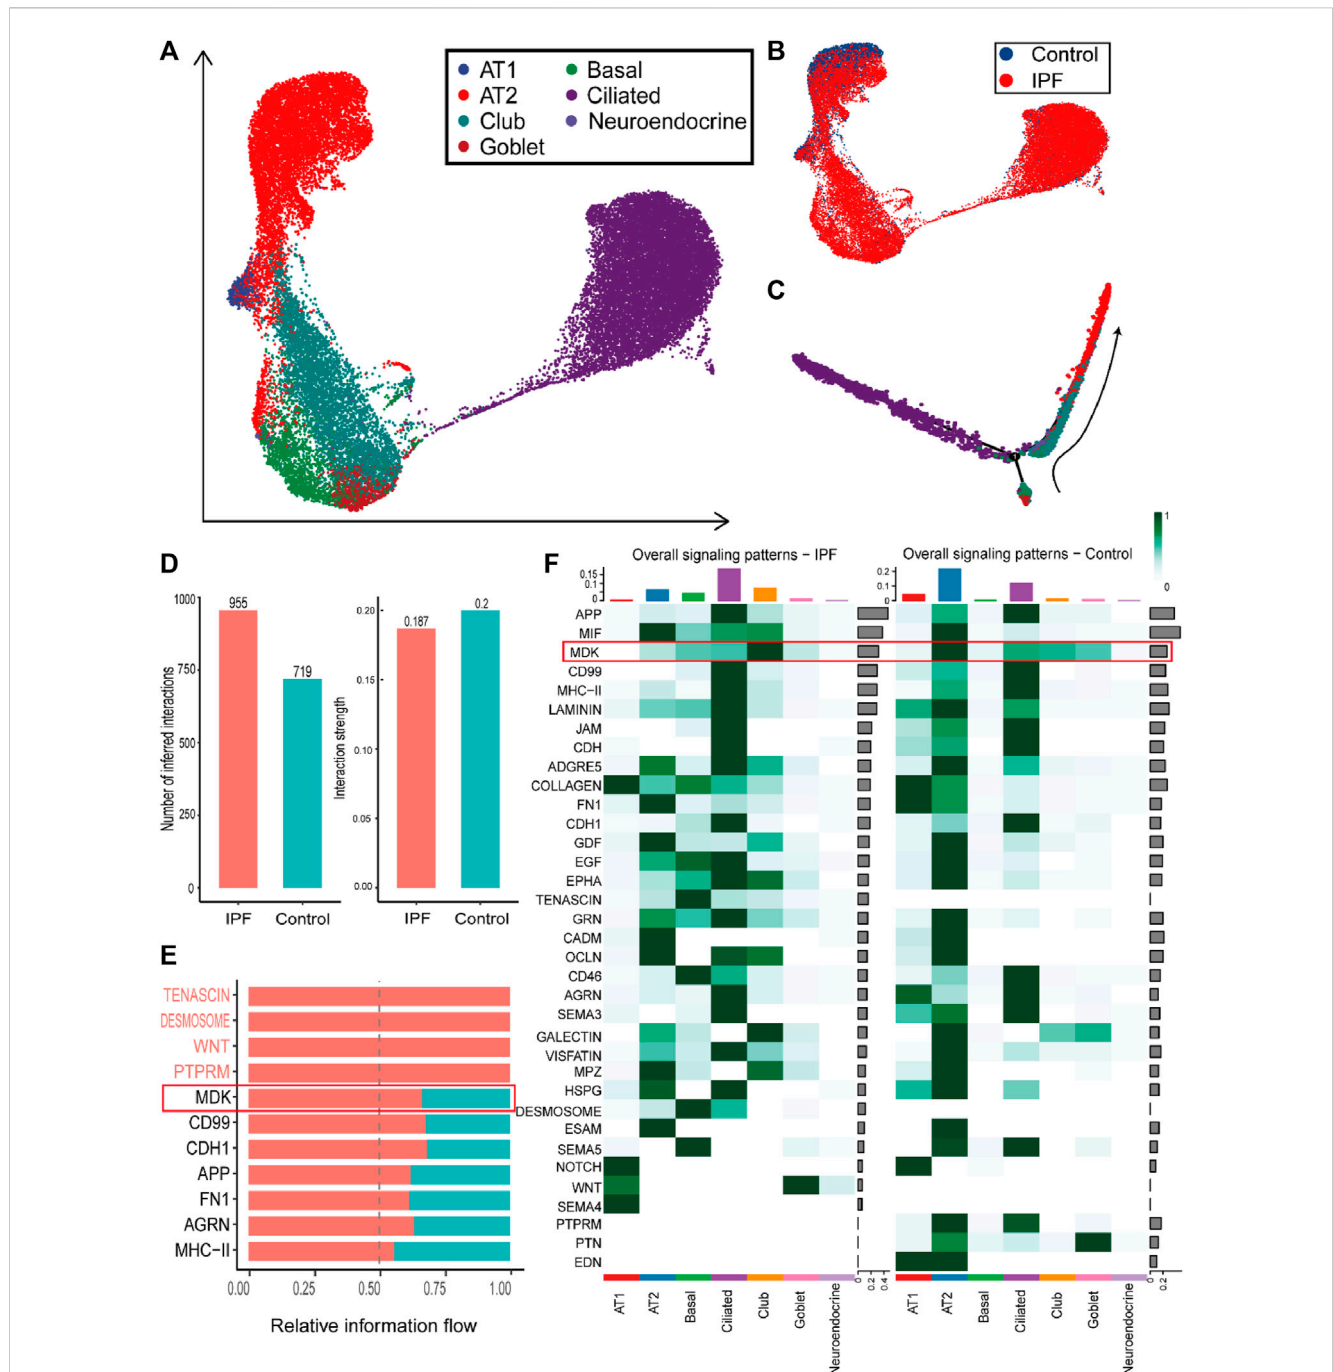 A
AT1
AT2
Club
Goblet
Basal
Ciliated
Neuroendocrine
B
Control
IPF
C
D
Number of inferred interactions
1000
750
500
250
0
955
719
IPF
Control
Interaction strength
0.20
0.15
0.10
0.05
0.00
0.187
0.2
IPF
Control
E
TENASCIN
DESMOSOME
WNT
PTPRM
MDK
CD99
CDH1
APP
FN1
AGRN
MHC-II
0.00
0.25
0.50
0.75
1.00
Relative information flow
F
Overall signaling patterns – IPF
Overall signaling patterns – Control
1
0
0.15
0.1
0
0.2
0.1
0
APP
MIF
MDK
CD99
MHC-II
LAMININ
JAM
CDH
ADGRE5
COLLAGEN
FN1
CDH1
GDF
EGF
EPHA
TENASCIN
GRN
CADM
OCLN
CD46
AGRN
SEMA3
GALECTIN
VISFATIN
MPZ
HSPG
DESMOSOME
ESAM
SEMA5
NOTCH
WNT
SEMA4
PTPRM
PTN
EDN
AT1
AT2
Basal
Ciliated
Club
Goblet
Neuroendocrine
0
0.2
0.4
AT1
AT2
Basal
Ciliated
Club
Goblet
Neuroendocrine
0
0.2